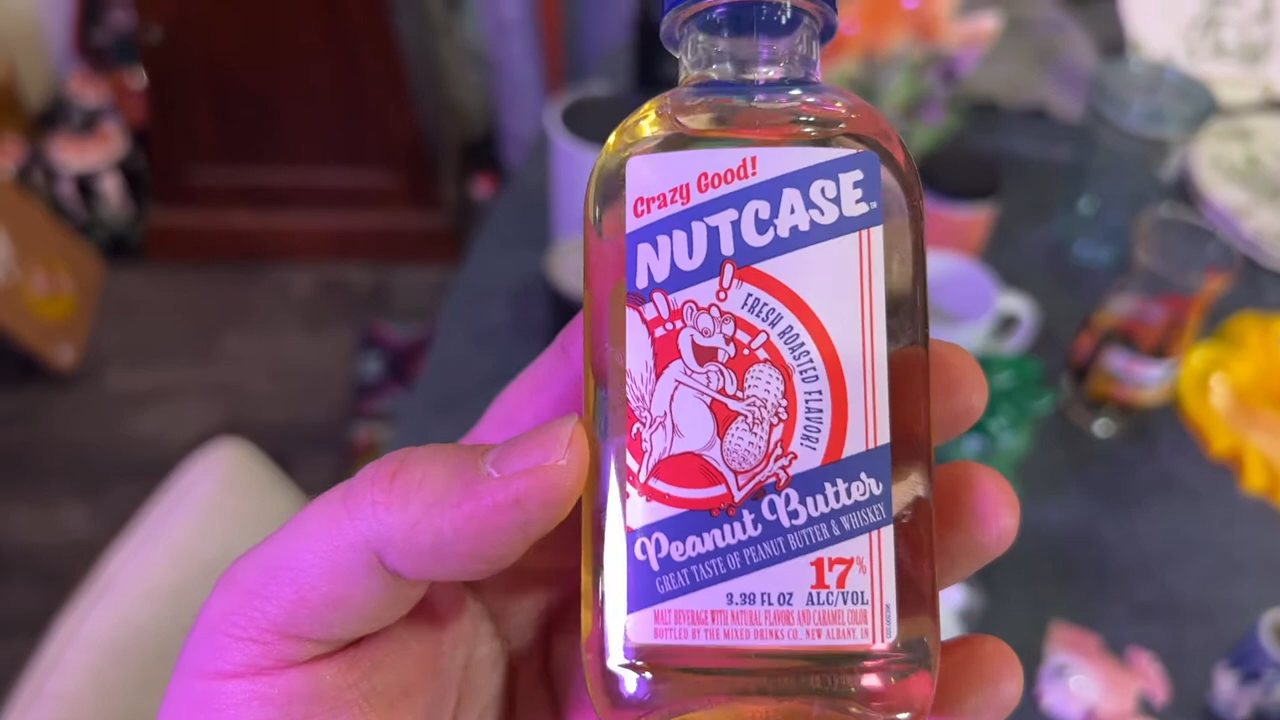 Crazy Good!
NUTCASE™
FRESH ROASTED FLAVOR!
Peanut Butter
GREAT TASTE OF PEANUT BUTTER & WHISKEY
17%
3.38 FL OZ ALC/VOL
MALT BEVERAGE WITH NATURAL FLAVORS AND CARAMEL COLOR
BOTTLED BY THE MIXED DRINKS CO., NEW ALBANY, IN